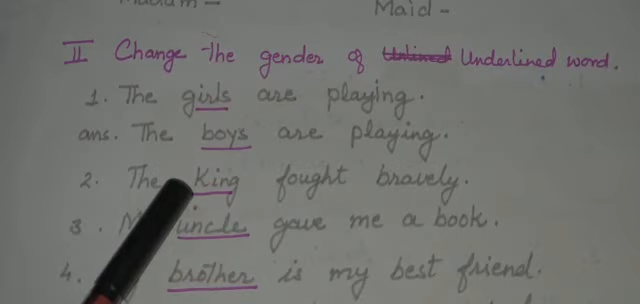 Madam -
Maid -
II Change the gender of Underlined word.
1. The girls are playing.
ans. The boys are playing.
2. The King fought bravely.
3. uncle gave me a book.
4. brother is my best friend.